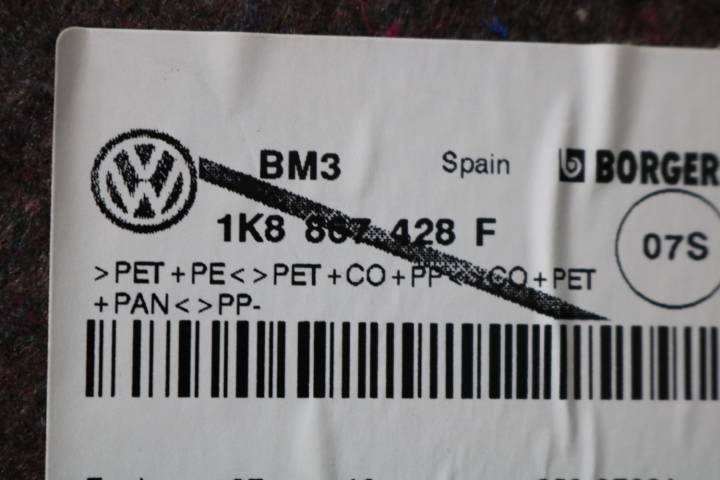 BM3 Spain BORGER
1K8 867 428 F
07S
>PET+PE<>PET+CO+PP<>CO+PET
+PAN<>PP-